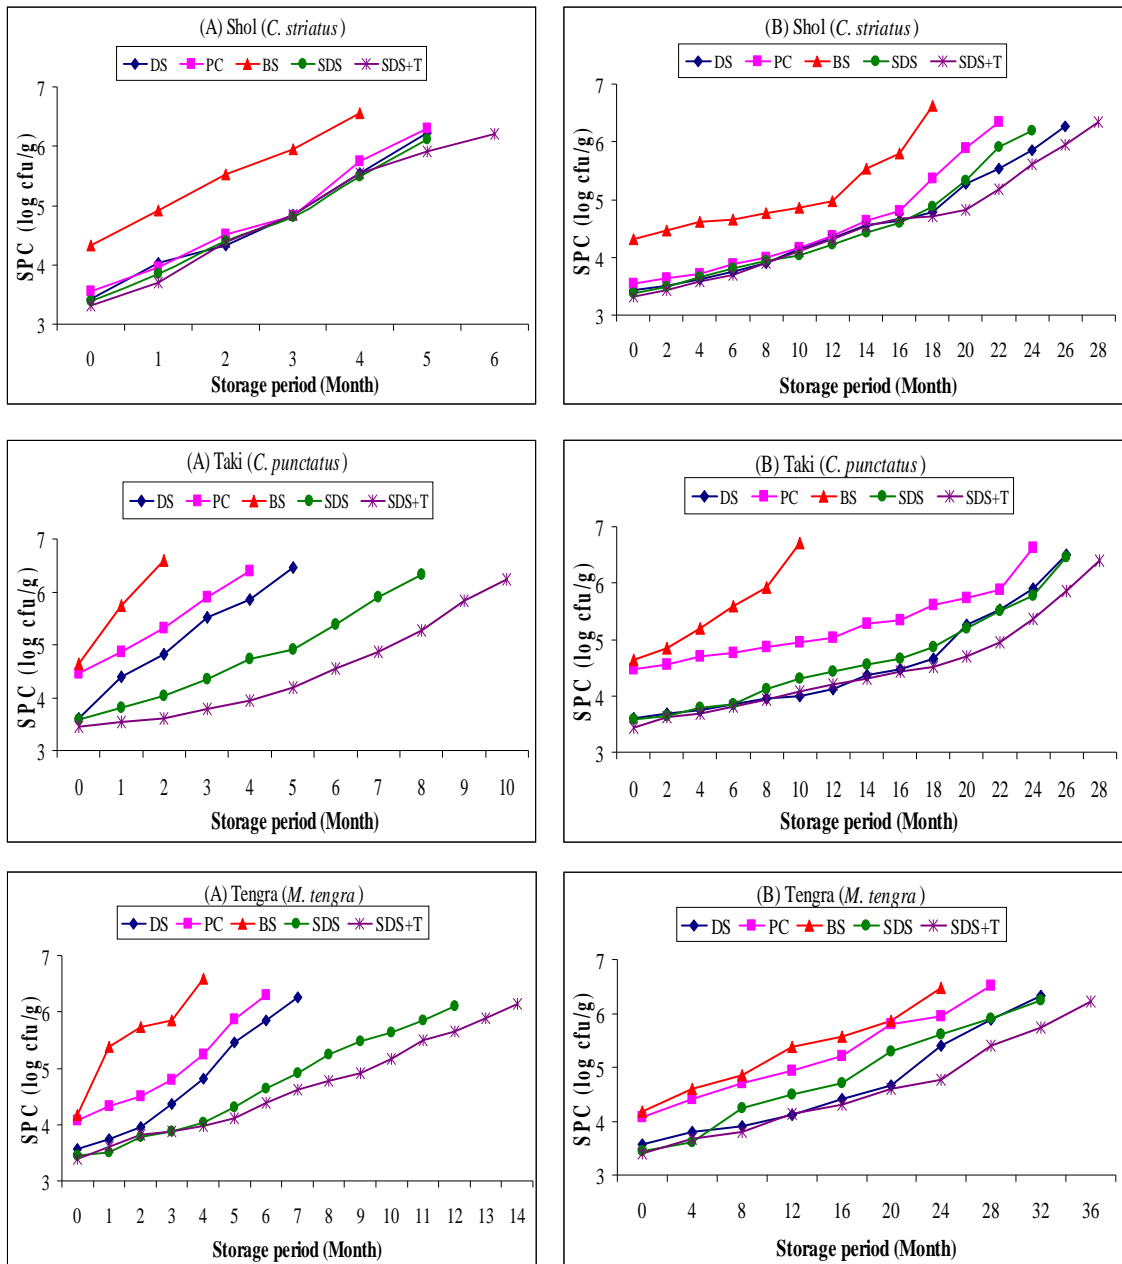 (A) Shol (C. striatus)
DS PC BS SDS SDS+T
7
6
5
4
3
SPC (log cfu/g)
0 1 2 3 4 5 6
Storage period (Month)
(B) Shol (C. striatus)
DS PC BS SDS SDS+T
7
6
5
4
3
SPC (log cfu/g)
0 2 4 6 8 10 12 14 16 18 20 22 24 26 28
Storage period (Month)
(A) Taki (C. punctatus)
DS PC BS SDS SDS+T
7
6
5
4
3
SPC (log cfu/g)
0 1 2 3 4 5 6 7 8 9 10
Storage period (Month)
(B) Taki (C. punctatus)
DS PC BS SDS SDS+T
7
6
5
4
3
SPC (log cfu/g)
0 2 4 6 8 10 12 14 16 18 20 22 24 26 28
Storage period (Month)
(A) Tengra (M. tengra)
DS PC BS SDS SDS+T
7
6
5
4
3
SPC (log cfu/g)
0 1 2 3 4 5 6 7 8 9 10 11 12 13 14
Storage period (Month)
(B) Tengra (M. tengra)
DS PC BS SDS SDS+T
7
6
5
4
3
SPC (log cfu/g)
0 4 8 12 16 20 24 28 32 36
Storage period (Month)